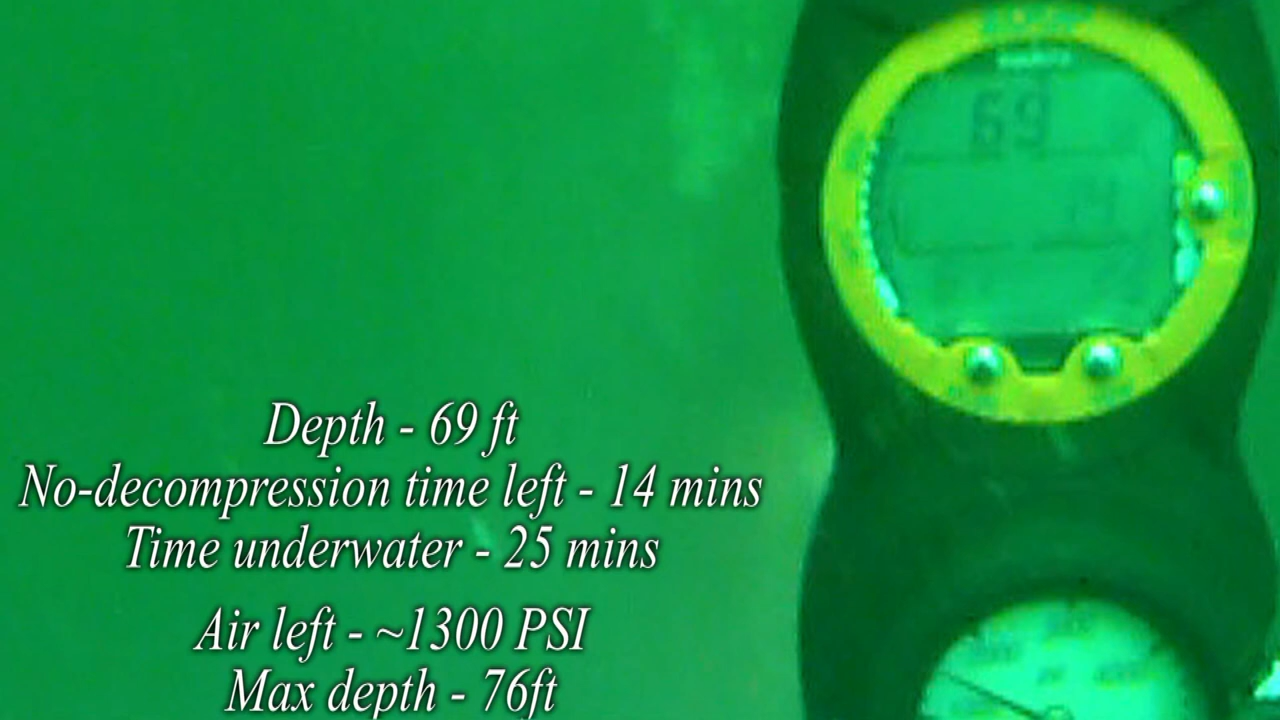 69
14
Depth - 69 ft
No-decompression time left - 14 mins
Time underwater - 25 mins
Air left - ~1300 PSI
Max depth - 76ft